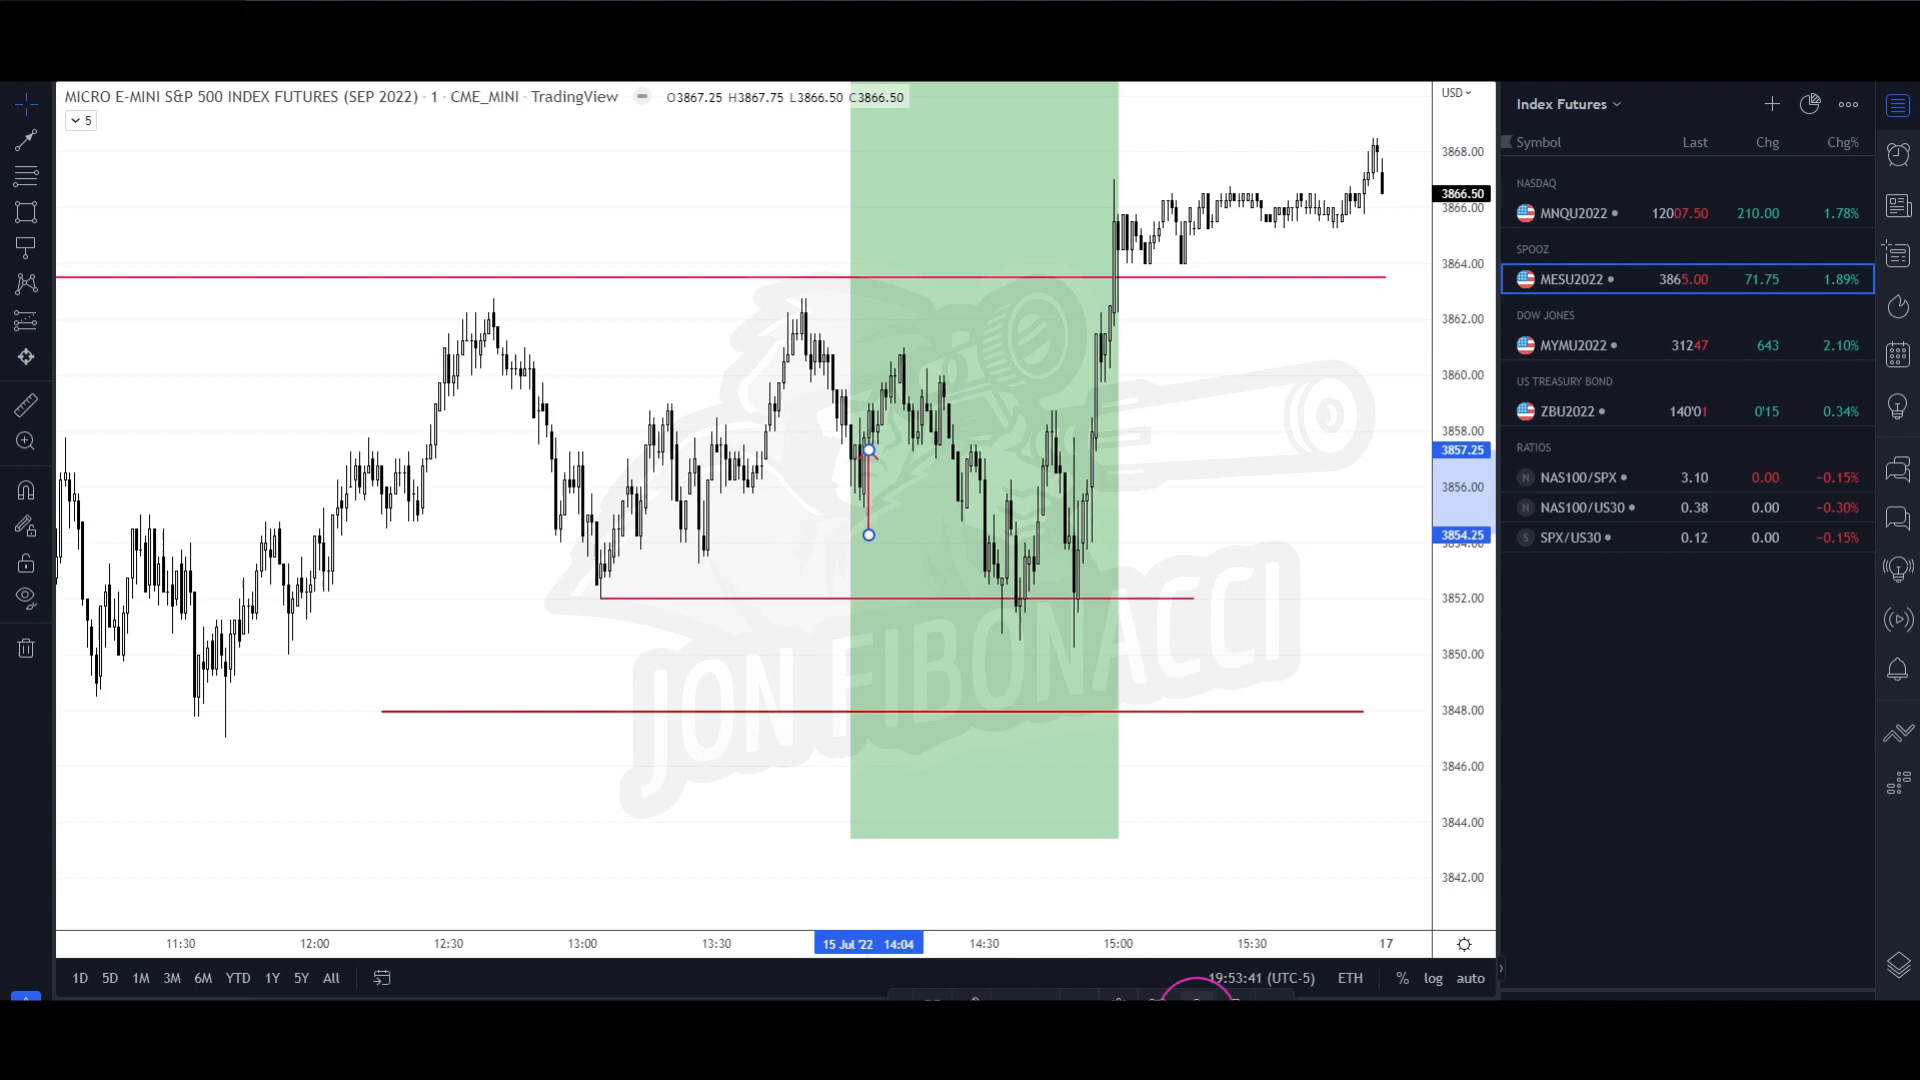 MICRO E-MINI S&P 500 INDEX FUTURES (SEP 2022) · 1 · CME_MINI · TradingView O3867.25 H3867.75 L3866.50 C3866.50
5
USD
3868.00
3866.50
3866.00
3864.00
3862.00
3860.00
3858.00
3857.25
3856.00
3854.25
3854.00
3852.00
3850.00
3848.00
3846.00
3844.00
3842.00
JON FIBONACCI
11:30 12:00 12:30 13:00 13:30 15 Jul '22 14:04 14:30 15:00 15:30 17
1D 5D 1M 3M 6M YTD 1Y 5Y All 19:53:41 (UTC-5) ETH % log auto
Index Futures
Symbol Last Chg Chg%
NASDAQ
MNQU2022 12007.50 210.00 1.78%
SPOOZ
MESU2022 3865.00 71.75 1.89%
DOW JONES
MYMU2022 31247 643 2.10%
US TREASURY BOND
ZBU2022 140'01 0'15 0.34%
RATIOS
N NAS100/SPX 3.10 0.00 −0.15%
N NAS100/US30 0.38 0.00 −0.30%
S SPX/US30 0.12 0.00 −0.15%